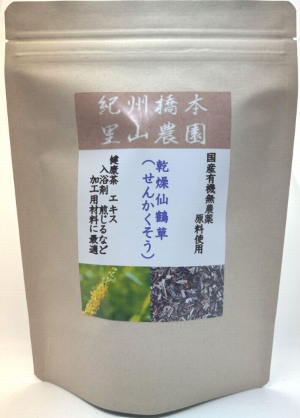 紀州橋本
里山農園
国産有機無農薬
原料使用
乾燥仙鶴草
(せんかくそう)
健康茶 エキス
入浴剤 煎じるなど
加工用材料に最適